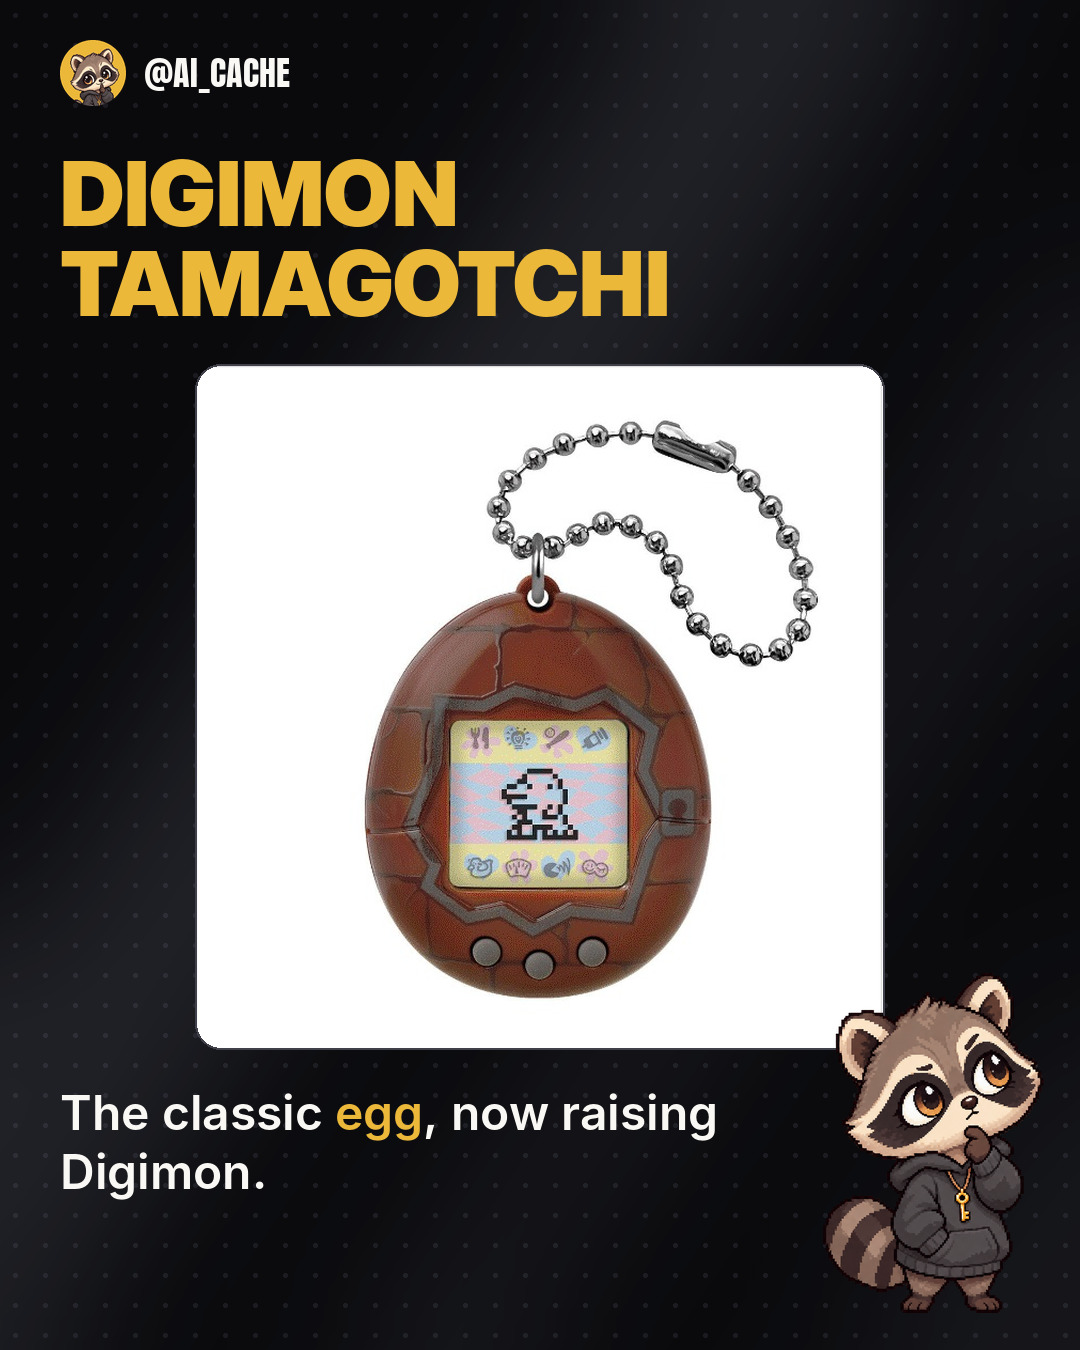 @AI_CACHE
DIGIMON
TAMAGOTCHI
The classic egg, now raising
Digimon.